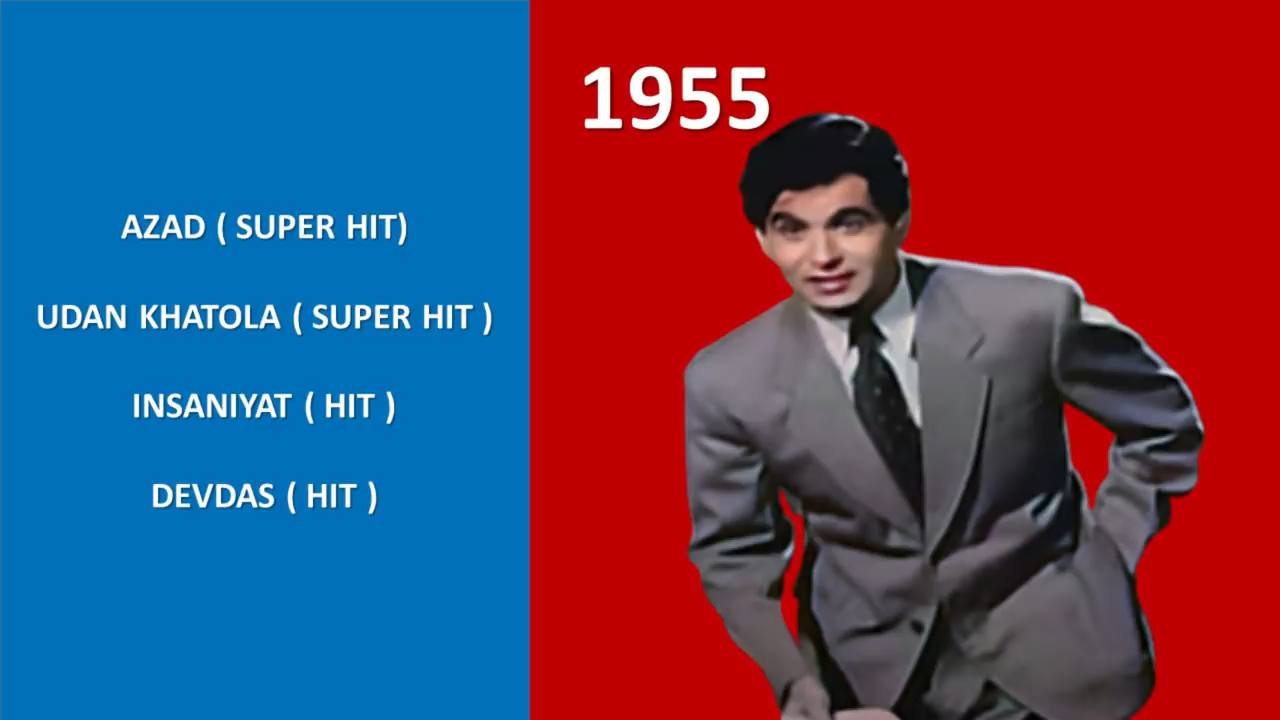 1955
AZAD ( SUPER HIT)
UDAN KHATOLA ( SUPER HIT )
INSANIYAT ( HIT )
DEVDAS ( HIT )